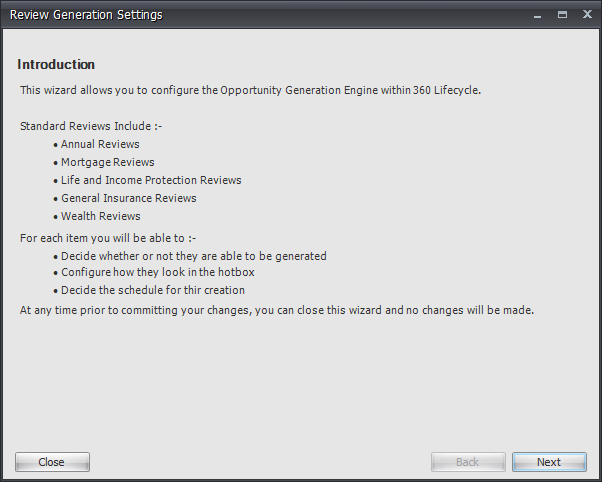 Review Generation Settings
Introduction
This wizard allows you to configure the Opportunity Generation Engine within 360 Lifecycle.
Standard Reviews Include :-
• Annual Reviews
• Mortgage Reviews
• Life and Income Protection Reviews
• General Insurance Reviews
• Wealth Reviews
For each item you will be able to :-
• Decide whether or not they are able to be generated
• Configure how they look in the hotbox
• Decide the schedule for thir creation
At any time prior to committing your changes, you can close this wizard and no changes will be made.
Close Back Next